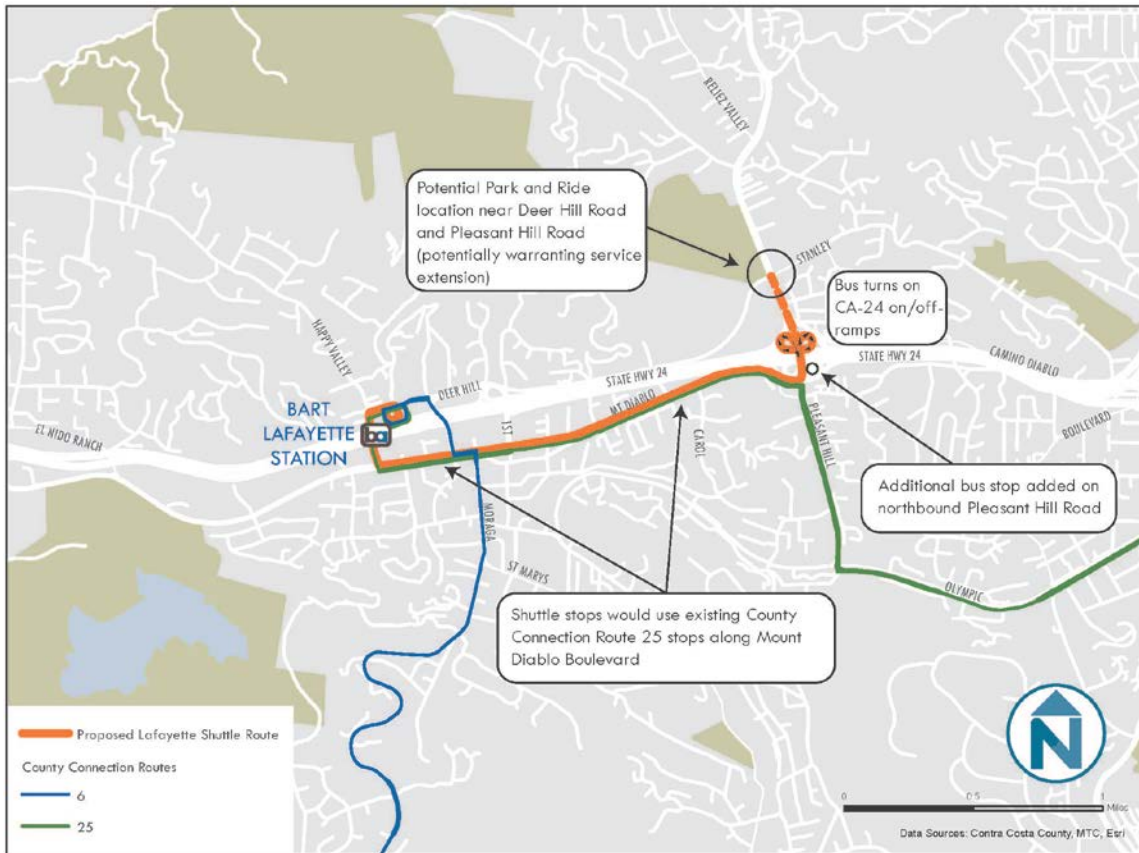 RELIEZ VALLEY
Potential Park and Ride
location near Deer Hill Road
and Pleasant Hill Road
(potentially warranting service
extension)
STANLEY
Bus turns on
CA-24 on/off-
ramps
HAPPY VALLEY
DEER HILL
STATE HWY 24
STATE HWY 24
CAMINO DIABLO
BART
LAFAYETTE
STATION
ba
EL NIDO RANCH
MT DIABLO
1ST
CAROL
PLEASANT HILL
BOULEVARD
Additional bus stop added on
northbound Pleasant Hill Road
MORAGA
ST MARYS
OLYMPIC
Shuttle stops would use existing County
Connection Route 25 stops along Mount
Diablo Boulevard
Proposed Lafayette Shuttle Route
County Connection Routes
6
25
N
0 0.5 1
Miles
Data Sources: Contra Costa County, MTC, Esri